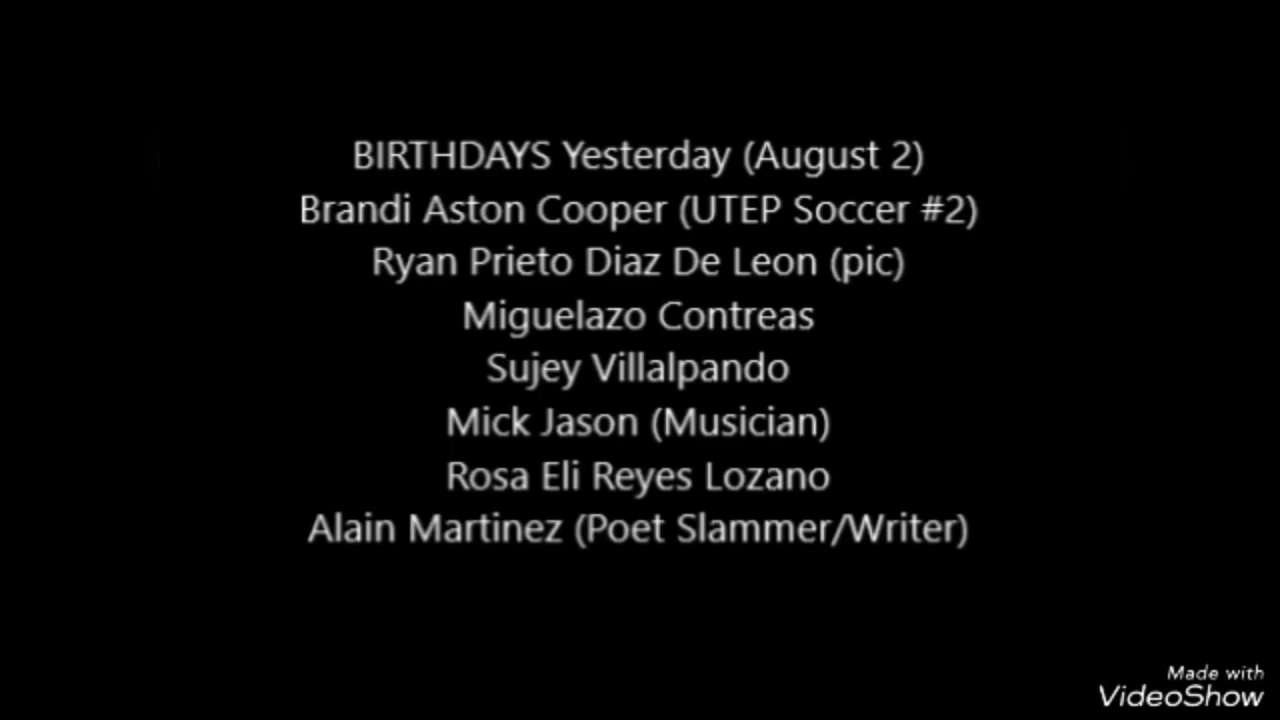 BIRTHDAYS Yesterday (August 2)
Brandi Aston Cooper (UTEP Soccer #2)
Ryan Prieto Diaz De Leon (pic)
Miguelazo Contreas
Sujey Villalpando
Mick Jason (Musician)
Rosa Eli Reyes Lozano
Alain Martinez (Poet Slammer/Writer)
Made with
VideoShow